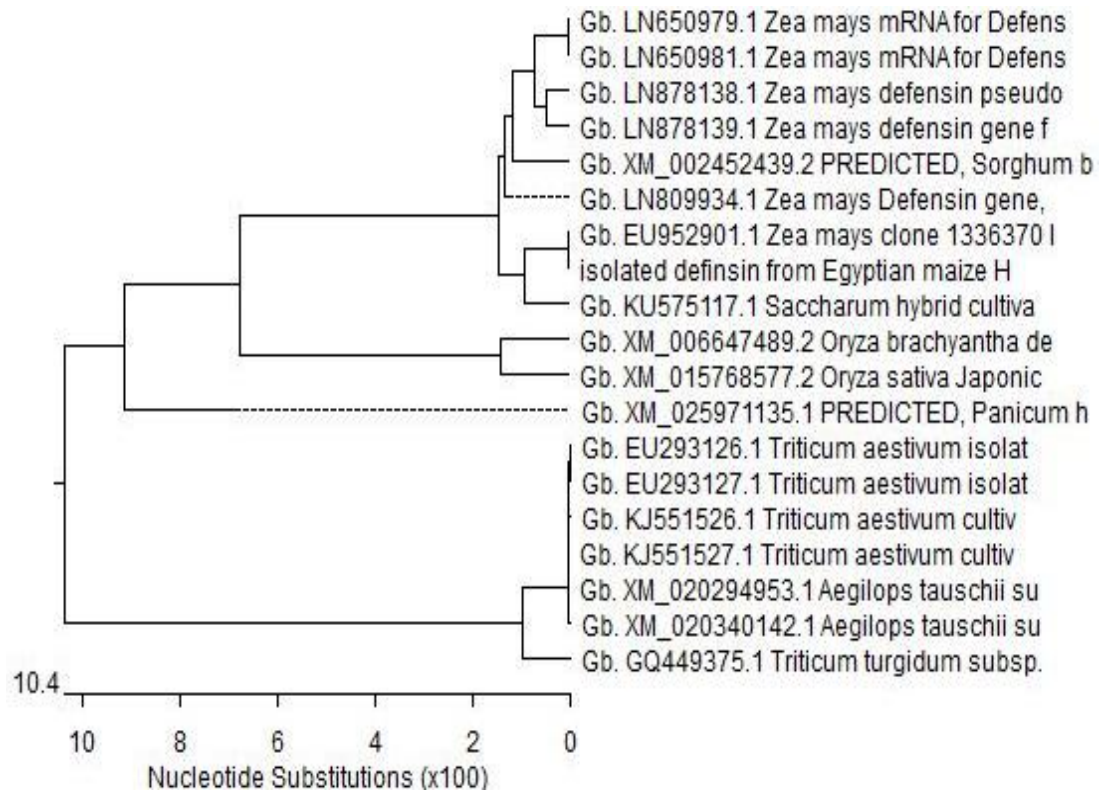 Gb. LN650979.1 Zea mays mRNA for Defens
Gb. LN650981.1 Zea mays mRNA for Defens
Gb. LN878138.1 Zea mays defensin pseudo
Gb. LN878139.1 Zea mays defensin gene f
Gb. XM_002452439.2 PREDICTED, Sorghum b
Gb. LN809934.1 Zea mays Defensin gene,
Gb. EU952901.1 Zea mays clone 1336370 I
isolated definsin from Egyptian maize H
Gb. KU575117.1 Saccharum hybrid cultiva
Gb. XM_006647489.2 Oryza brachyantha de
Gb. XM_015768577.2 Oryza sativa Japonic
Gb. XM_025971135.1 PREDICTED, Panicum h
Gb. EU293126.1 Triticum aestivum isolat
Gb. EU293127.1 Triticum aestivum isolat
Gb. KJ551526.1 Triticum aestivum cultiv
Gb. KJ551527.1 Triticum aestivum cultiv
Gb. XM_020294953.1 Aegilops tauschii su
Gb. XM_020340142.1 Aegilops tauschii su
Gb. GQ449375.1 Triticum turgidum subsp.
10.4
10 8 6 4 2 0
Nucleotide Substitutions (x100)